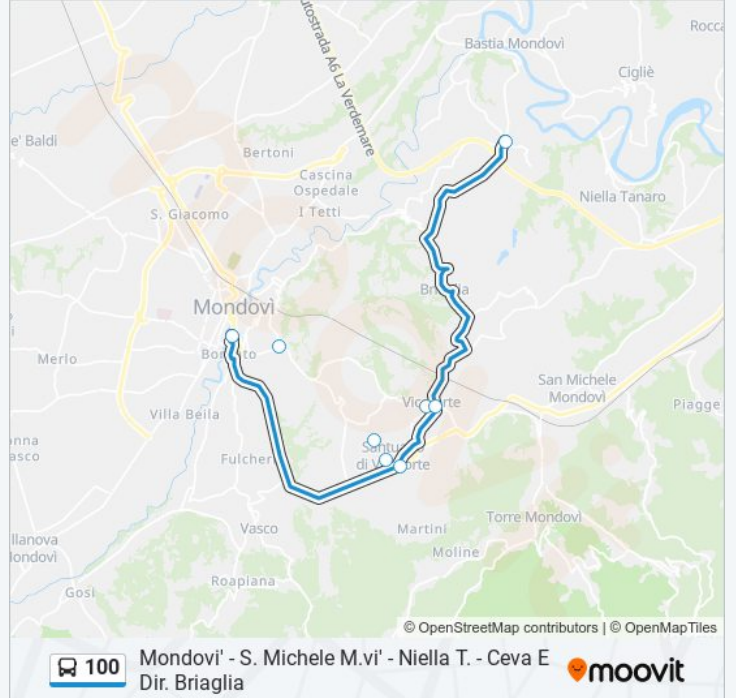 Autostrada A6 La Verdemare
Bastia Mondovì
Cigliè
e' Baldi
Bertoni
Cascina
Ospedale
Niella Tanaro
S. Giacomo
I Tetti
Mondovì
Merlo
San Michele
Mondovì
Piagge
Villa Beila
di
Torre Mondovì
Vasco
Martini
Moline
Roapiana
Gosi
© OpenStreetMap contributors | © OpenMapTiles
100
Mondovi' - S. Michele M.vi' - Niella T. - Ceva E
Dir. Briaglia
moovit